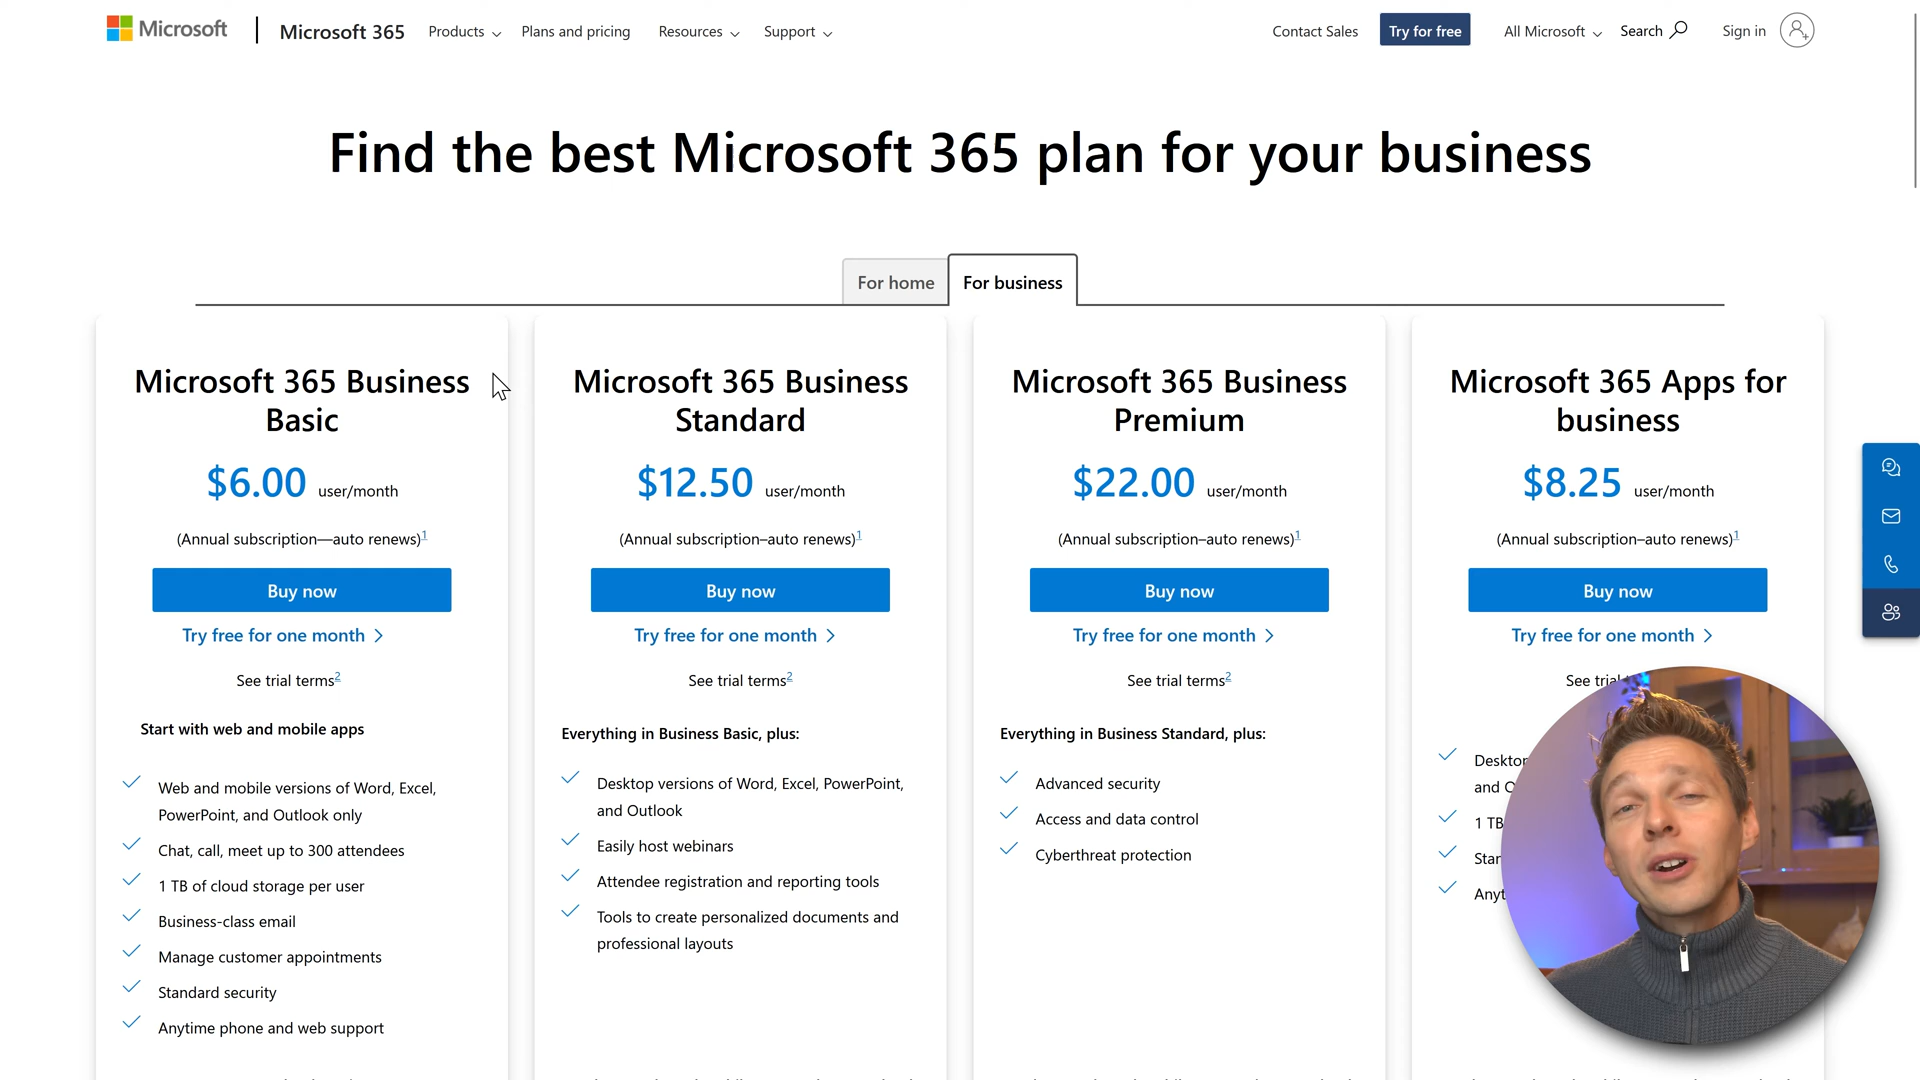 Microsoft
Microsoft 365
Products
Plans and pricing
Resources
Support
Contact Sales
Try for free
All Microsoft
Search
Sign in
Find the best Microsoft 365 plan for your business
For home
For business
Microsoft 365 Business
Basic
$6.00 user/month
(Annual subscription—auto renews)1
Buy now
Try free for one month
See trial terms2
Start with web and mobile apps
Web and mobile versions of Word, Excel,
PowerPoint, and Outlook only
Chat, call, meet up to 300 attendees
1 TB of cloud storage per user
Business-class email
Manage customer appointments
Standard security
Anytime phone and web support
Microsoft 365 Business
Standard
$12.50 user/month
(Annual subscription–auto renews)1
Buy now
Try free for one month
See trial terms2
Everything in Business Basic, plus:
Desktop versions of Word, Excel, PowerPoint,
and Outlook
Easily host webinars
Attendee registration and reporting tools
Tools to create personalized documents and
professional layouts
Microsoft 365 Business
Premium
$22.00 user/month
(Annual subscription–auto renews)1
Buy now
Try free for one month
See trial terms2
Everything in Business Standard, plus:
Advanced security
Access and data control
Cyberthreat protection
Microsoft 365 Apps for
business
$8.25 user/month
(Annual subscription–auto renews)1
Buy now
Try free for one month
See
and
1 TB